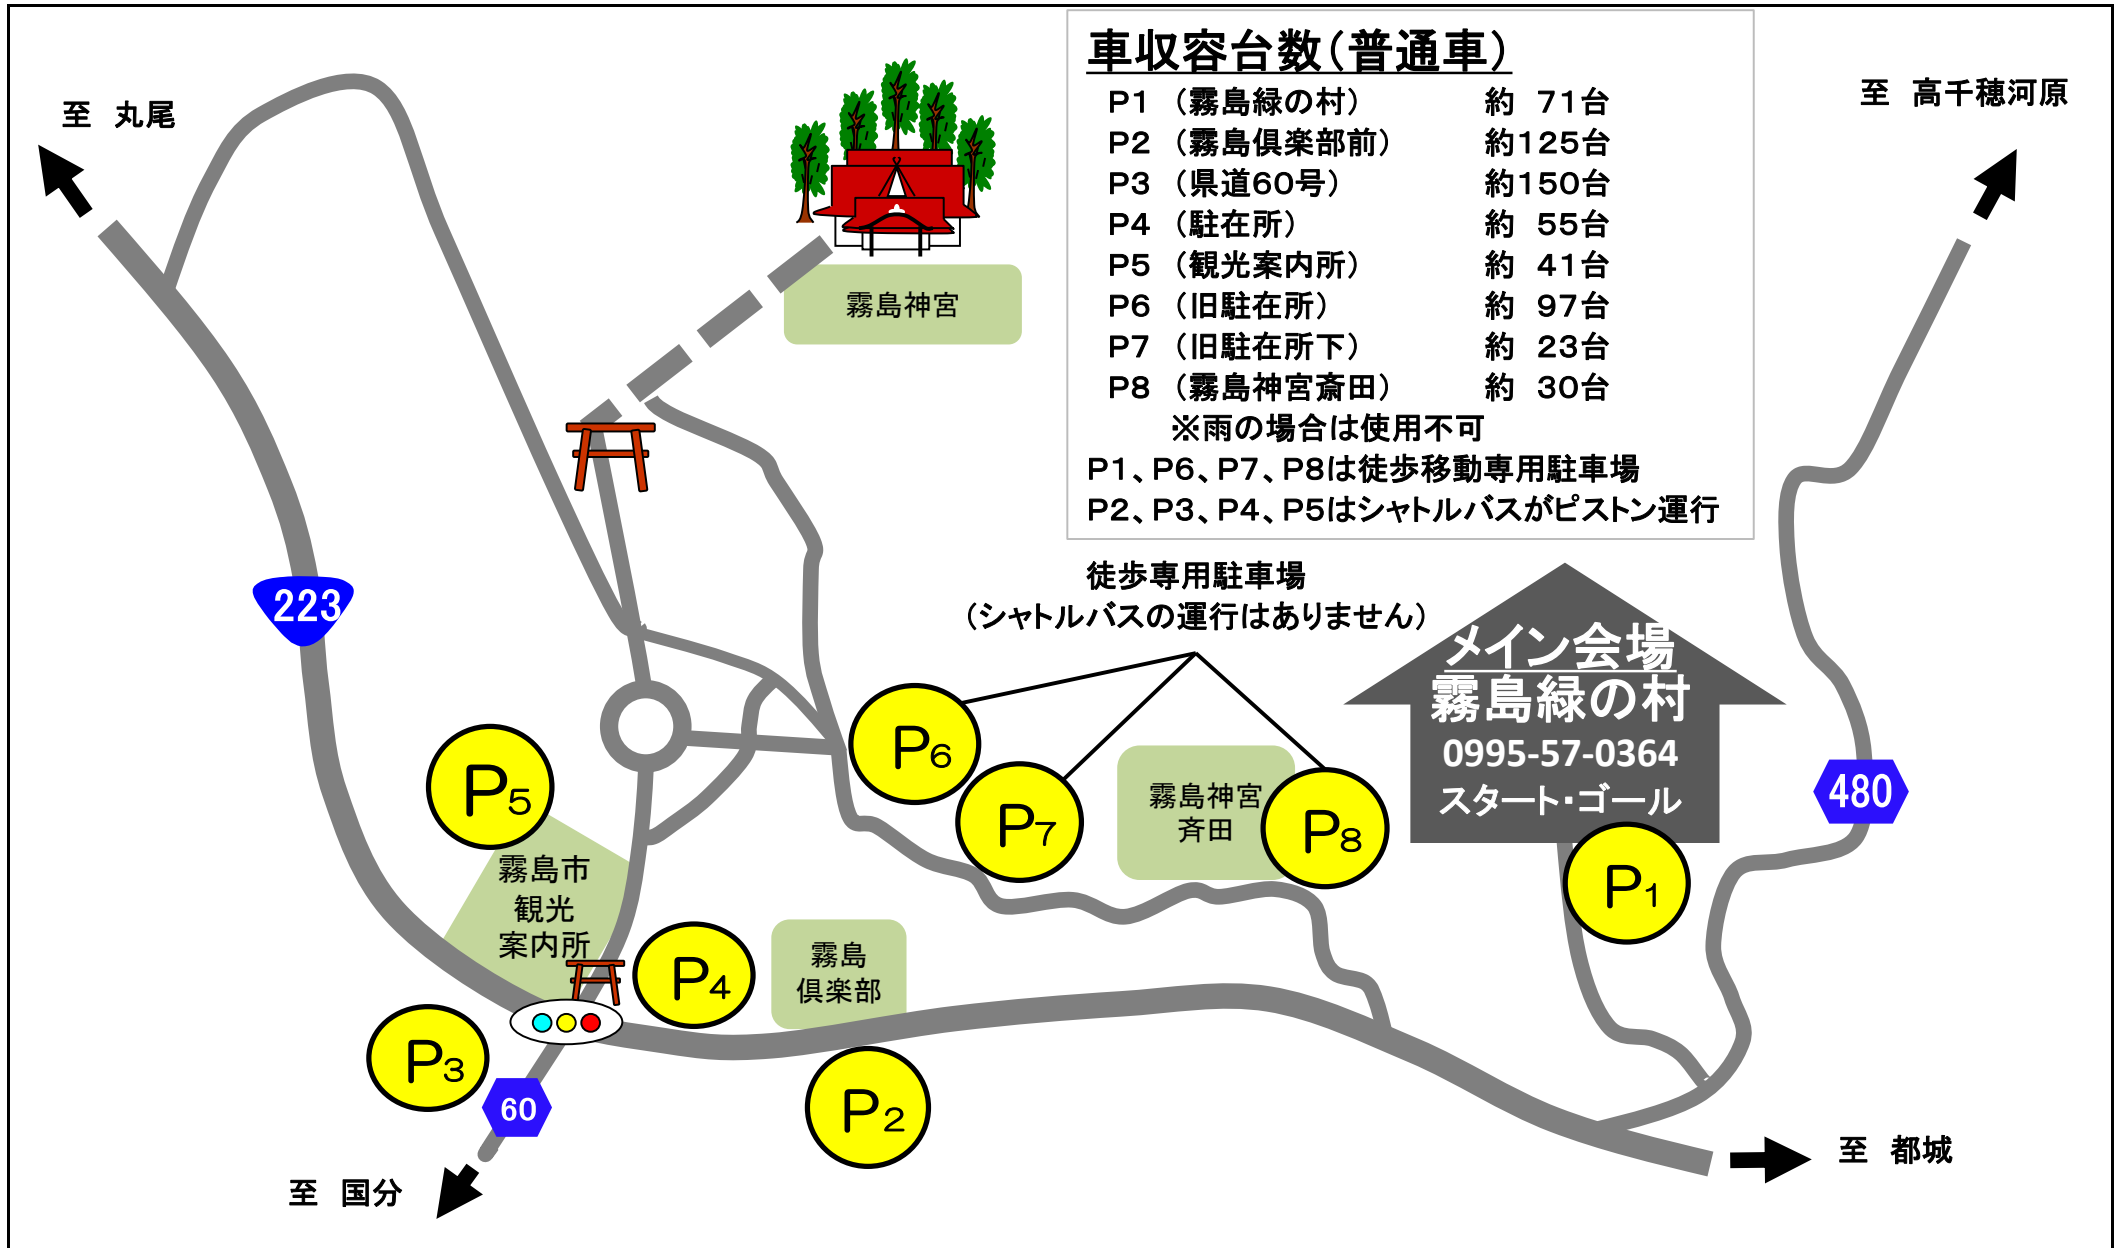 車収容台数(普通車)
P1 (霧島緑の村) 約 71台
P2 (霧島倶楽部前) 約125台
P3 (県道60号) 約150台
P4 (駐在所) 約 55台
P5 (観光案内所) 約 41台
P6 (旧駐在所) 約 97台
P7 (旧駐在所下) 約 23台
P8 (霧島神宮斎田) 約 30台
※雨の場合は使用不可
P1、P6、P7、P8は徒歩移動専用駐車場
P2、P3、P4、P5はシャトルバスがピストン運行
至 丸尾
至 高千穂河原
霧島神宮
223
徒歩専用駐車場
(シャトルバスの運行はありません)
メイン会場
霧島緑の村
0995-57-0364
スタート・ゴール
P6
P5
P7
霧島神宮
斉田
P8
480
P1
霧島市
観光
案内所
P4
霧島
倶楽部
P3
60
P2
至 国分
至 都城